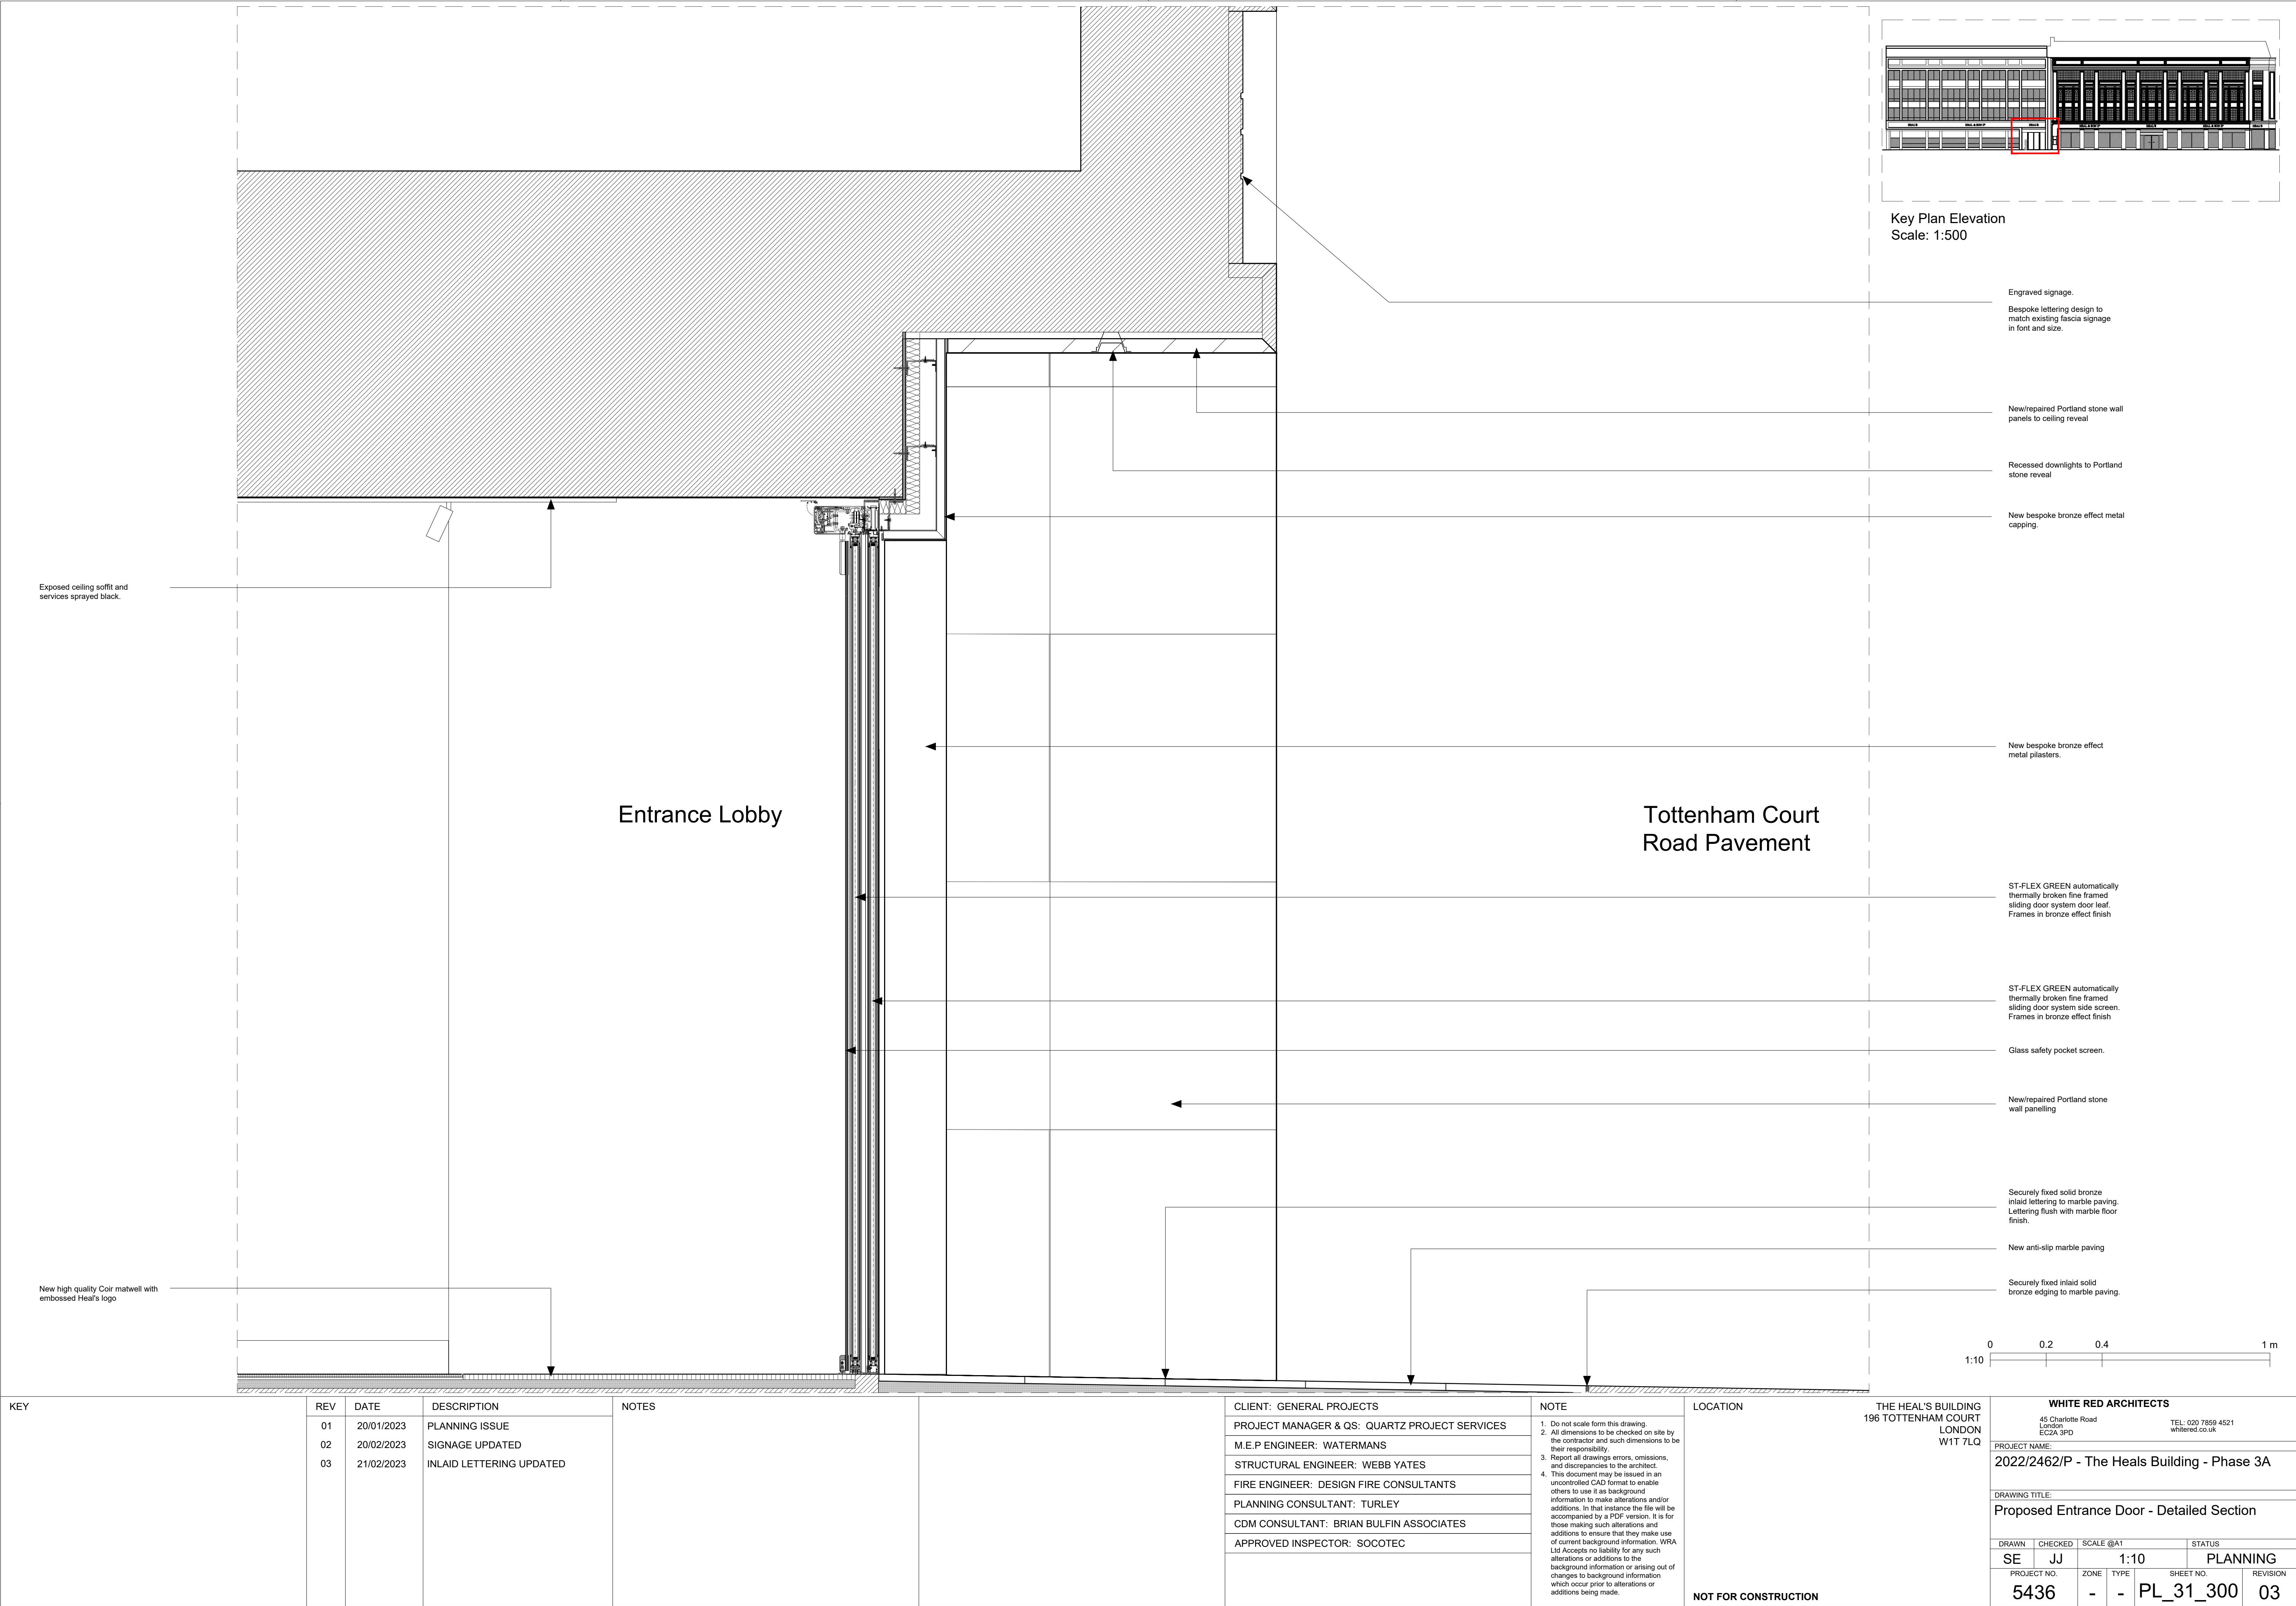 Key Plan Elevation
Scale: 1:500
Engraved signage.
Bespoke lettering design to
match existing fascia signage
in font and size.
New/repaired Portland stone wall
panels to ceiling reveal
Recessed downlights to Portland
stone reveal
New bespoke bronze effect metal
capping.
Exposed ceiling soffit and
services sprayed black.
New bespoke bronze effect
metal pilasters.
Entrance Lobby
Tottenham Court
Road Pavement
ST-FLEX GREEN automatically
thermally broken fine framed
sliding door system door leaf.
Frames in bronze effect finish
ST-FLEX GREEN automatically
thermally broken fine framed
sliding door system side screen.
Frames in bronze effect finish
Glass safety pocket screen.
New/repaired Portland stone
wall panelling
Securely fixed solid bronze
inlaid lettering to marble paving.
Lettering flush with marble floor
finish.
New anti-slip marble paving
Securely fixed inlaid solid
bronze edging to marble paving.
New high quality Coir matwell with
embossed Heal's logo
0 0.2 0.4 1 m
1:10
KEY
REV DATE DESCRIPTION
01 20/01/2023 PLANNING ISSUE
02 20/02/2023 SIGNAGE UPDATED
03 21/02/2023 INLAID LETTERING UPDATED
NOTES
CLIENT: GENERAL PROJECTS
PROJECT MANAGER & QS: QUARTZ PROJECT SERVICES
M.E.P ENGINEER: WATERMANS
STRUCTURAL ENGINEER: WEBB YATES
FIRE ENGINEER: DESIGN FIRE CONSULTANTS
PLANNING CONSULTANT: TURLEY
CDM CONSULTANT: BRIAN BULFIN ASSOCIATES
APPROVED INSPECTOR: SOCOTEC
NOTE
1. Do not scale form this drawing.
2. All dimensions to be checked on site by
the contractor and such dimensions to be
their responsibility.
3. Report all drawings errors, omissions,
and discrepancies to the architect.
4. This document may be issued in an
uncontrolled CAD format to enable
others to use it as background
information to make alterations and/or
additions. In that instance the file will be
accompanied by a PDF version. It is for
those making such alterations and
additions to ensure that they make use
of current background information. WRA
Ltd Accepts no liability for any such
alterations or additions to the
background information or arising out of
changes to background information
which occur prior to alterations or
additions being made.
LOCATION
THE HEAL'S BUILDING
196 TOTTENHAM COURT
LONDON
W1T 7LQ
NOT FOR CONSTRUCTION
WHITE RED ARCHITECTS
45 Charlotte Road
London
EC2A 3PD
TEL: 020 7859 4521
whitered.co.uk
PROJECT NAME:
2022/2462/P - The Heals Building - Phase 3A
DRAWING TITLE:
Proposed Entrance Door - Detailed Section
DRAWN CHECKED SCALE @A1 STATUS
SE JJ 1:10 PLANNING
PROJECT NO. ZONE TYPE SHEET NO. REVISION
5436 - - PL_31_300 03